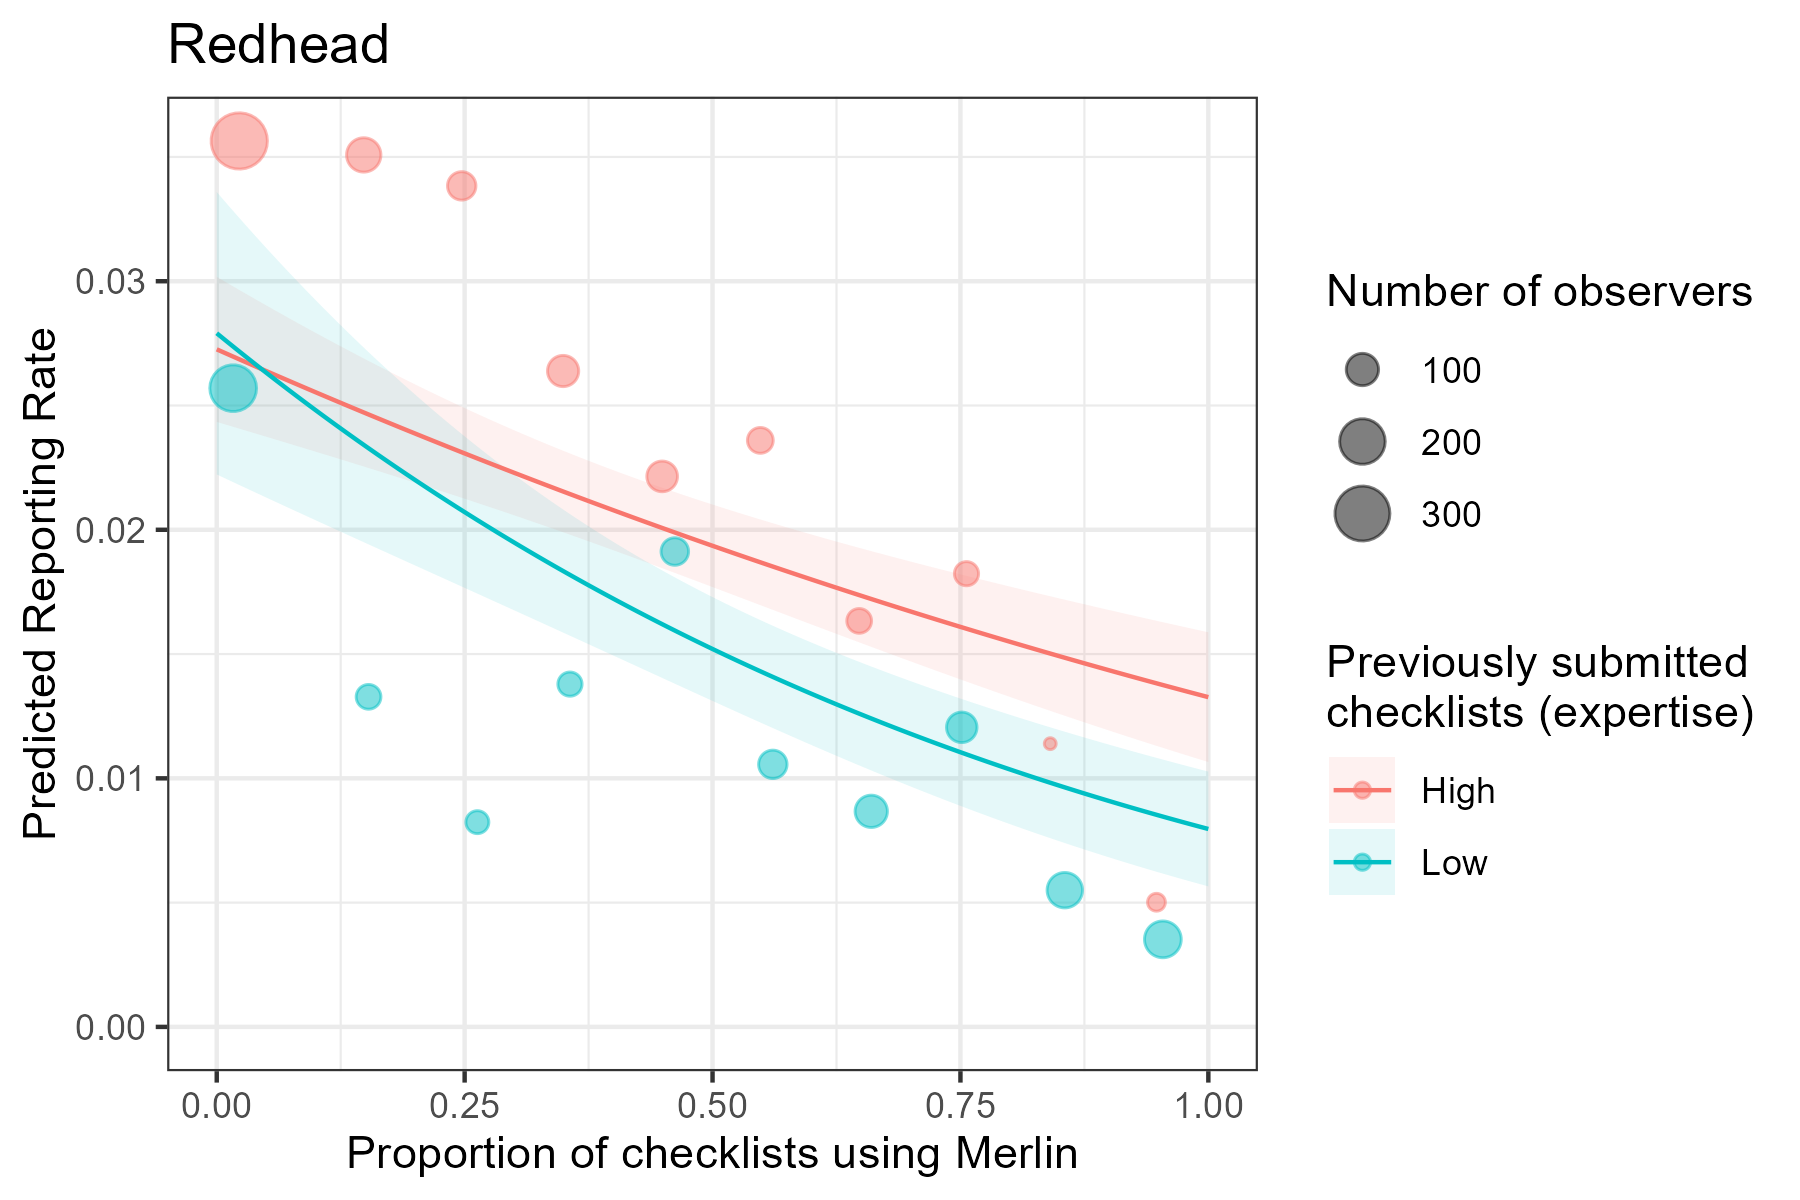 Redhead
Predicted Reporting Rate
0.03
0.02
0.01
0.00
0.00 0.25 0.50 0.75 1.00
Proportion of checklists using Merlin
Number of observers
100
200
300
Previously submitted
checklists (expertise)
High
Low